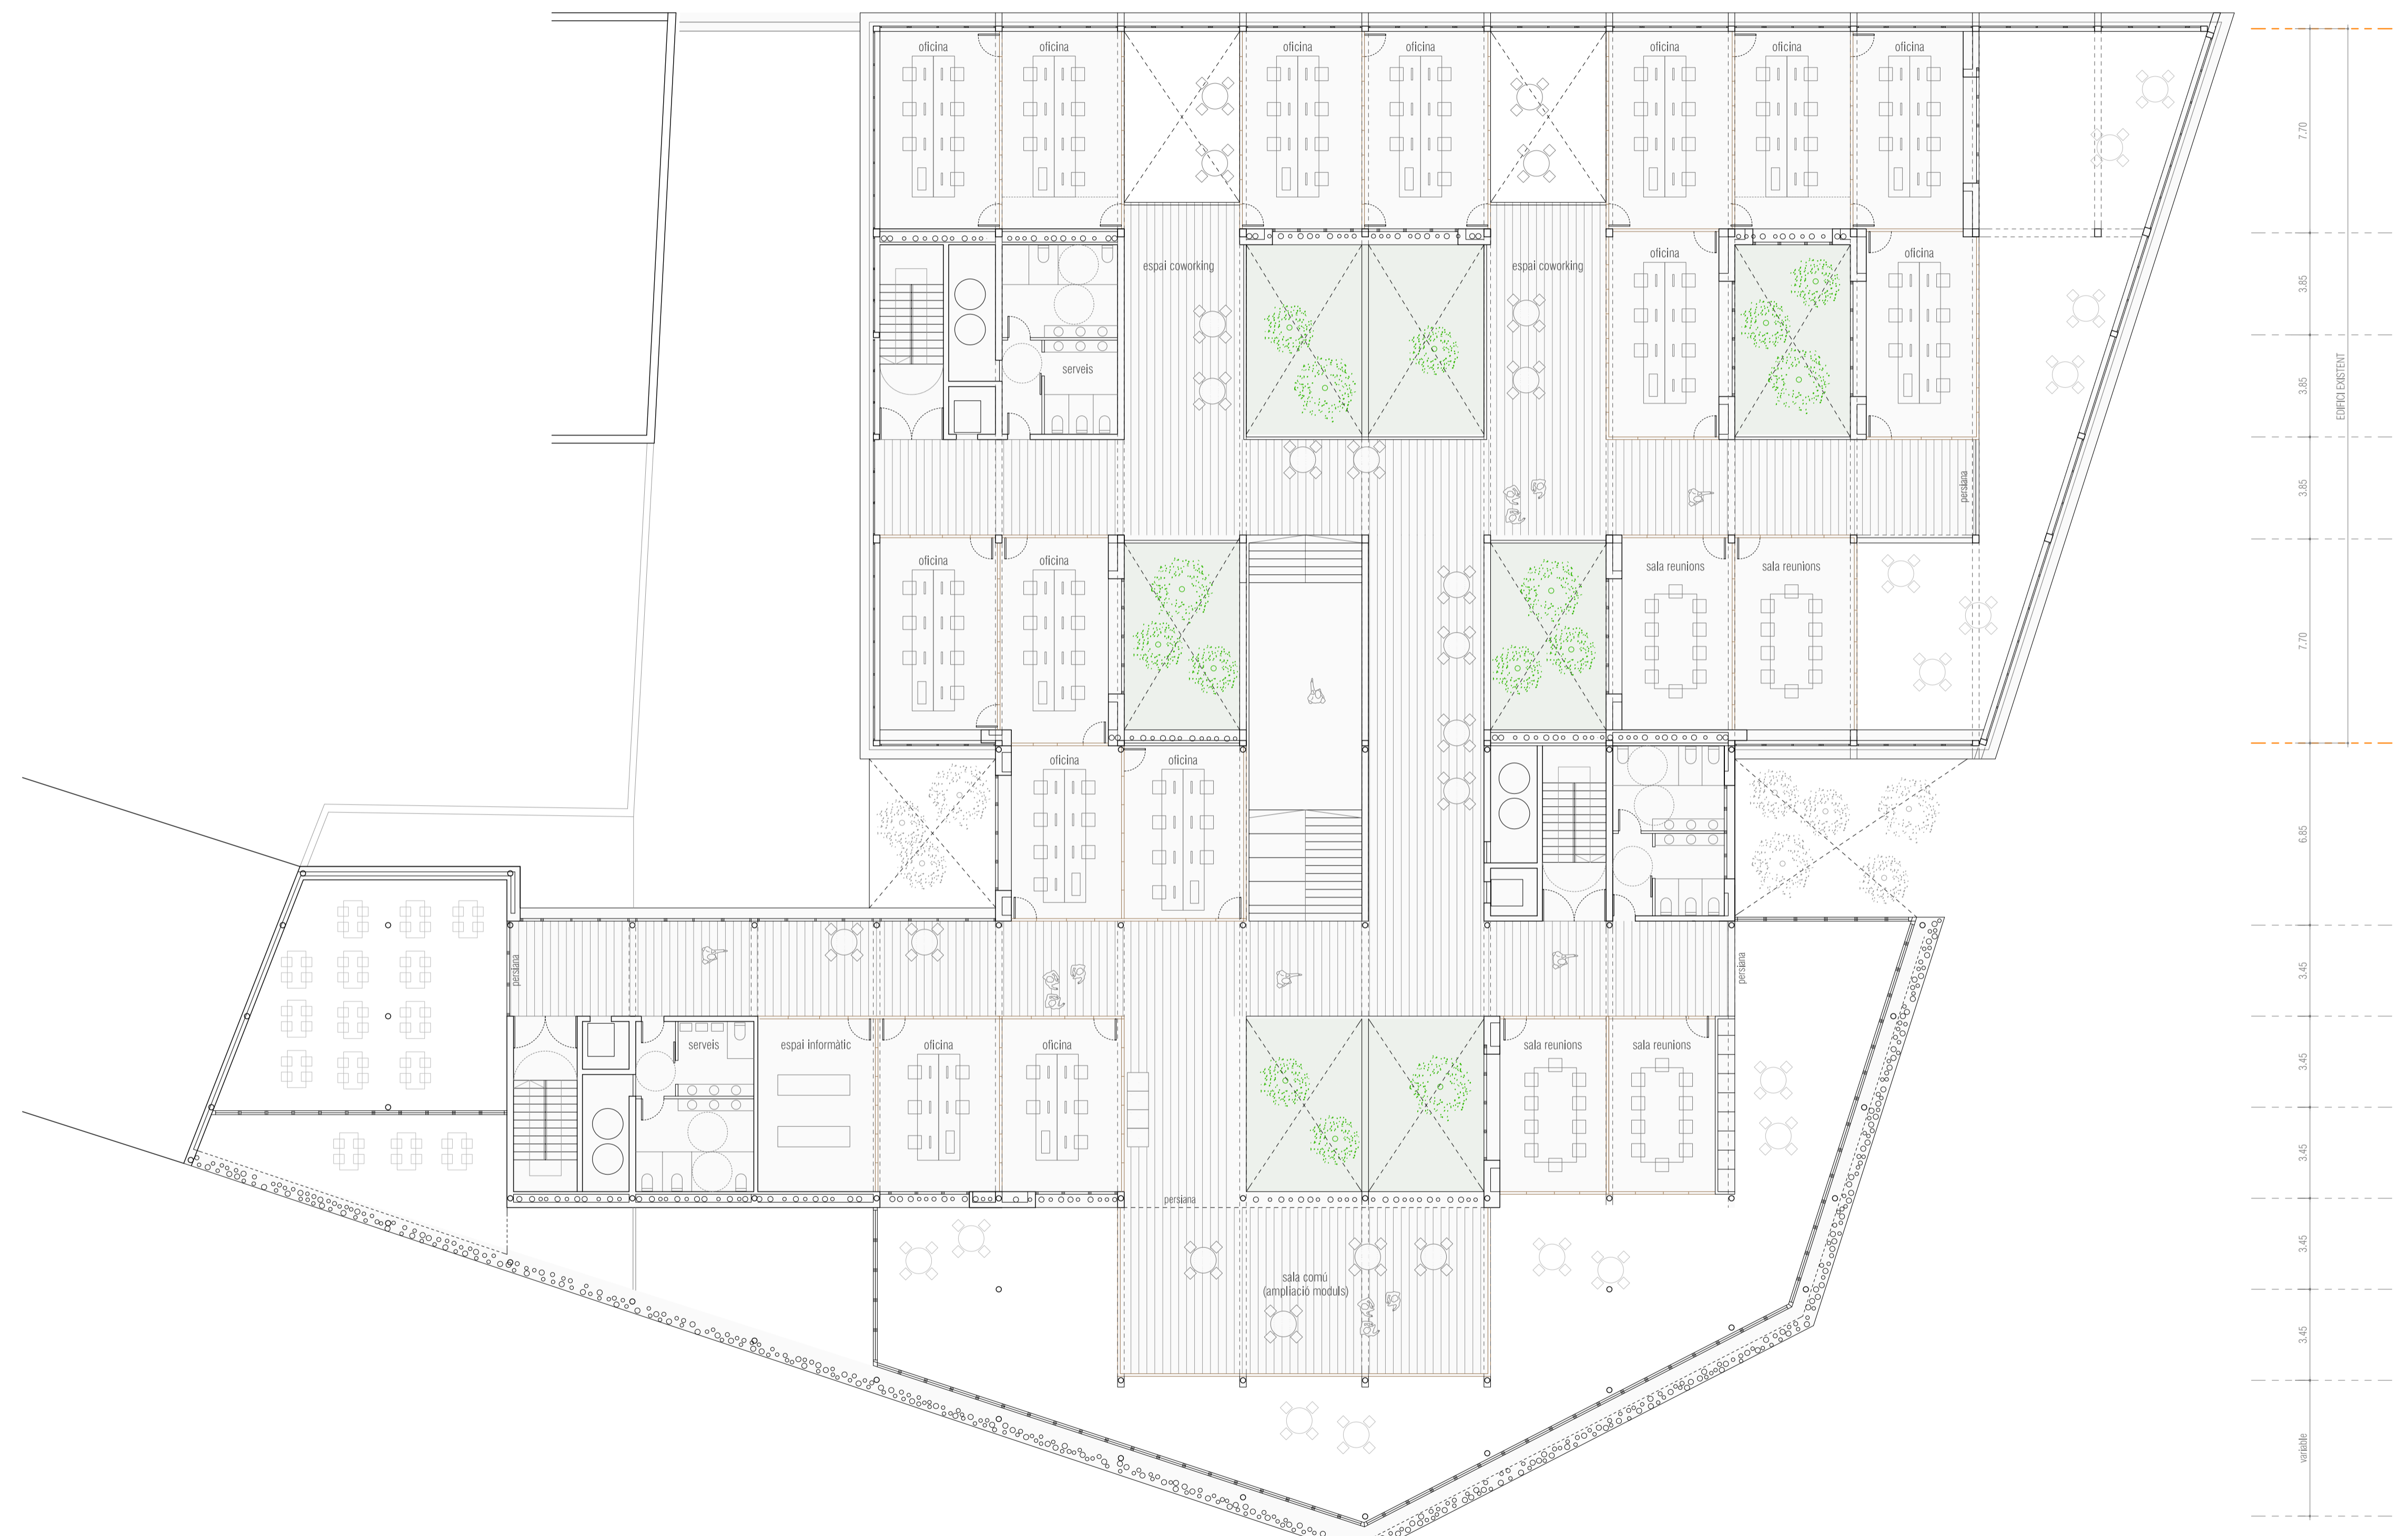 oficina
oficina
oficina
oficina
oficina
oficina
oficina
7.70
espai coworking
espai coworking
oficina
oficina
3.85
serveis
3.85
EDIFICI EXISTENT
persiana
3.85
oficina
oficina
sala reunions
sala reunions
7.70
oficina
oficina
6.85
persiana
persiana
3.45
serveis
espai informàtic
oficina
oficina
sala reunions
sala reunions
3.45
3.45
persiana
3.45
sala comú
(ampliació moduls)
3.45
variable